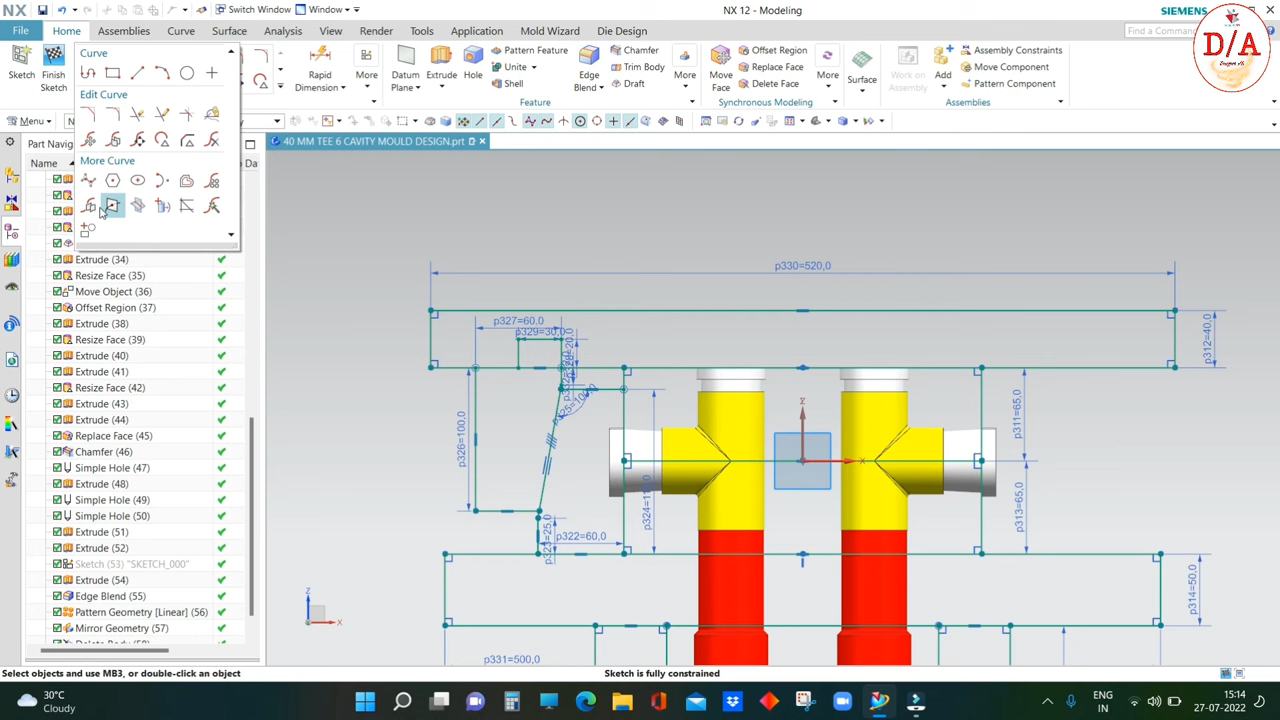 NX
Switch Window
Window
NX 12 - Modeling
SIEMENS
File
Home
Assemblies
Curve
Surface
Analysis
View
Render
Tools
Application
Mold Wizard
Die Design
Find a Command
D/A
Sketch
Finish
Sketch
Curve
Edit Curve
More Curve
Rapid
Dimension
More
Datum
Plane
Extrude
Hole
Pattern Feature
Unite
Shell
Edge
Blend
Chamfer
Trim Body
Draft
More
Feature
Move
Face
Offset Region
Replace Face
Delete Face
More
Synchronous Modeling
Surface
Work on
Assembly
Add
Assembly Constraints
Move Component
Pattern Component
Assemblies
Menu
Part Navi
Name
40 MM TEE 6 CAVITY MOULD DESIGN.prt
Extrude (34)
Resize Face (35)
Move Object (36)
Offset Region (37)
Extrude (38)
Resize Face (39)
Extrude (40)
Extrude (41)
Resize Face (42)
Extrude (43)
Extrude (44)
Replace Face (45)
Chamfer (46)
Simple Hole (47)
Extrude (48)
Simple Hole (49)
Simple Hole (50)
Extrude (51)
Extrude (52)
Sketch (53) "SKETCH_000"
Extrude (54)
Edge Blend (55)
Pattern Geometry [Linear] (56)
Mirror Geometry (57)
p330=520,0
p327=60,0
p329=30,0
p312=40,0
p326=100,0
p311=65,0
p313=65,0
p323=25,0
p322=60,0
p314=50,0
p331=500,0
Z
X
Z
X
Select objects and use MB3, or double-click an object
Sketch is fully constrained
30°C
Cloudy
ENG
IN
15:14
27-07-2022